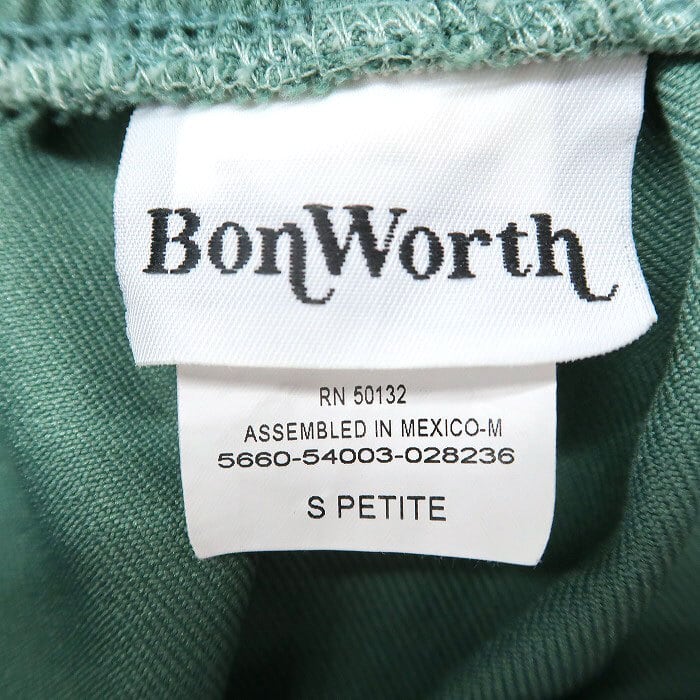 BonWorth
RN 50132
ASSEMBLED IN MEXICO-M
5660-54003-028236
S PETITE